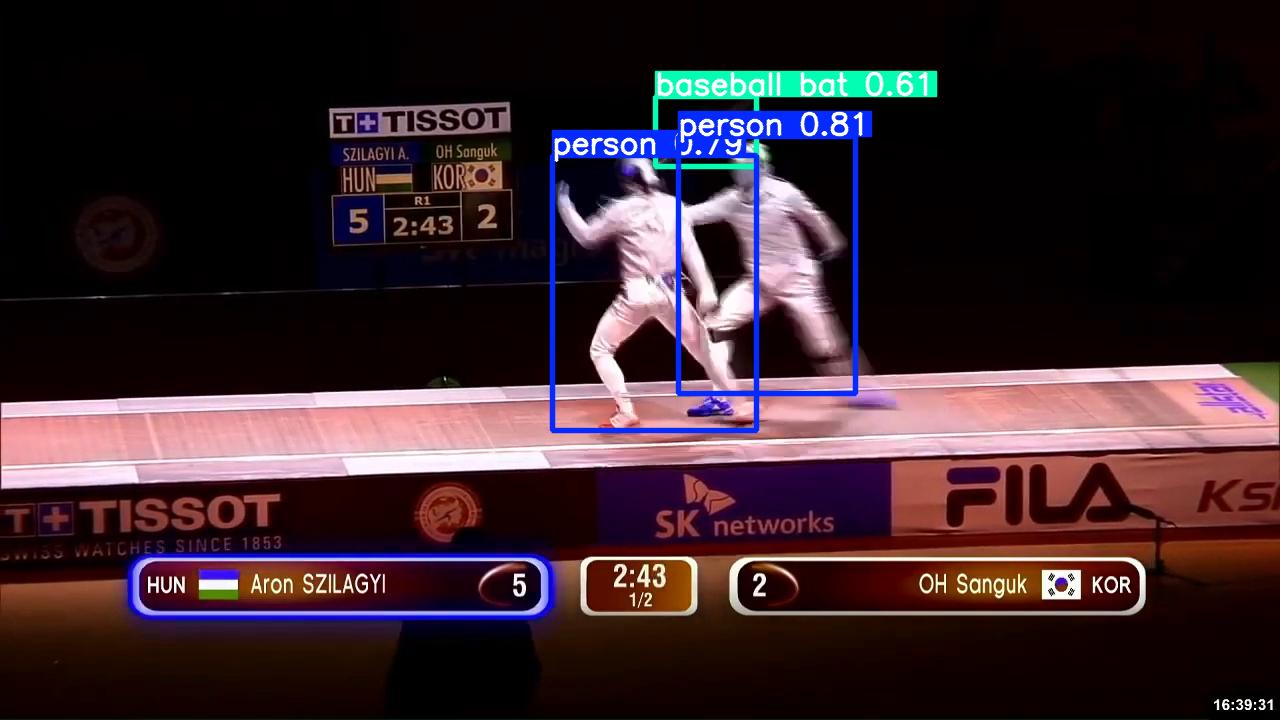 baseball bat 0.61
person 0.81
person 0.79
TISSOT
SZILAGYI A. OH Sanguk
HUN KOR
R1
5 2:43 2
TISSOT
SWISS WATCHES SINCE 1853
SK networks
FILA
HUN Aron SZILAGYI 5
2:43
1/2
2 OH Sanguk KOR
16:39:31